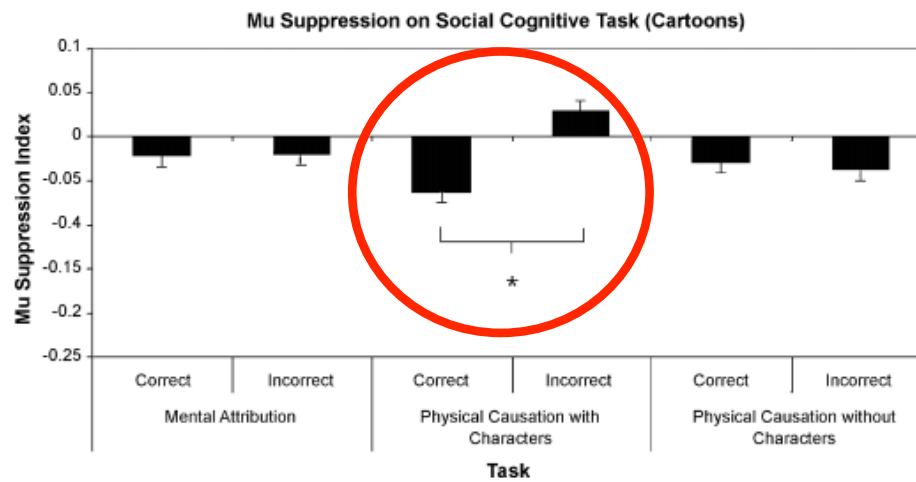 Mu Suppression on Social Cognitive Task (Cartoons)
0.1
0.05
0
-0.05
-0.4
-0.15
-0.2
-0.25
Mu Suppression Index
*
Correct Incorrect Correct Incorrect Correct Incorrect
Mental Attribution Physical Causation with Physical Causation without
Characters Characters
Task